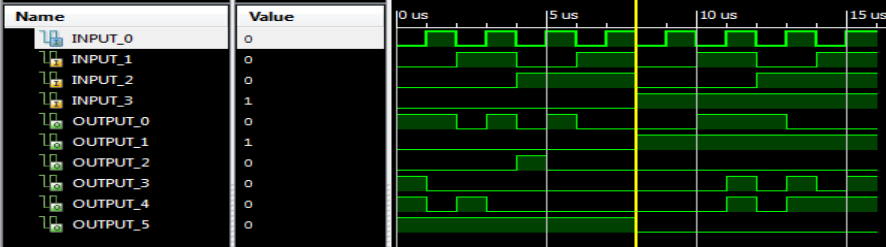 Name Value 0 us 5 us 10 us 15 us
INPUT_0 0
INPUT_1 0
INPUT_2 0
INPUT_3 1
OUTPUT_0 0
OUTPUT_1 1
OUTPUT_2 0
OUTPUT_3 0
OUTPUT_4 0
OUTPUT_5 0